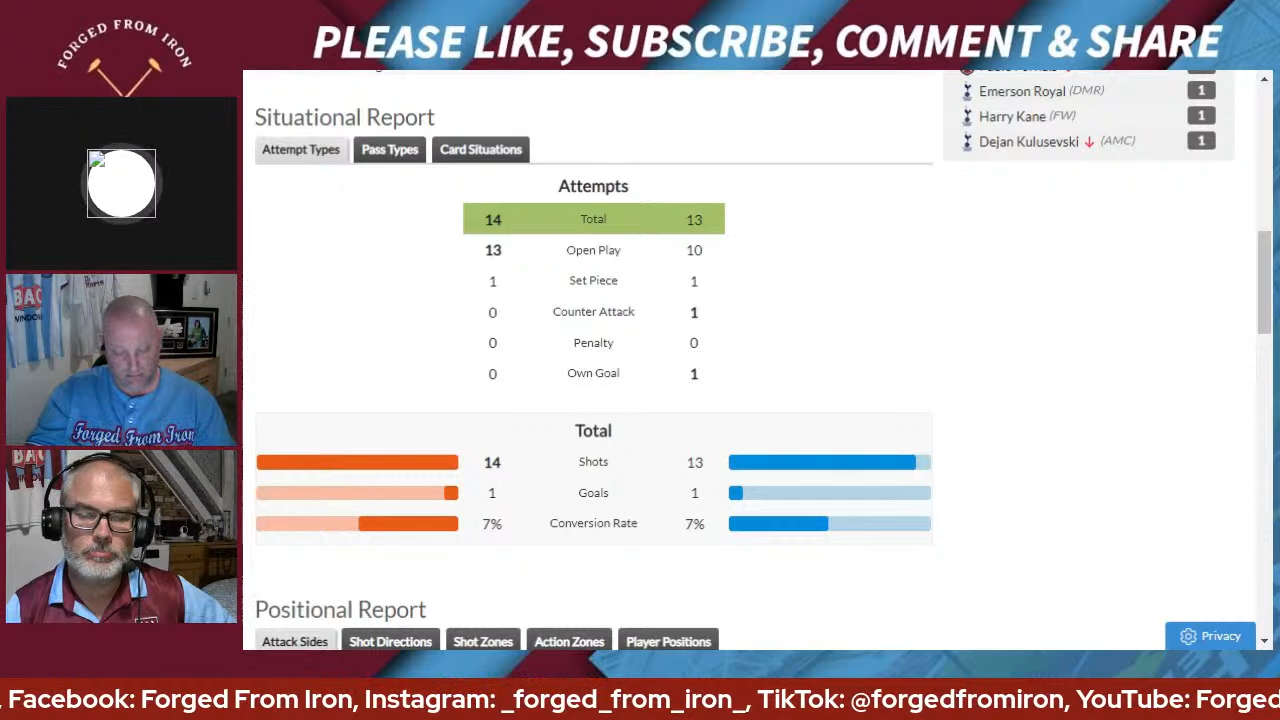 FORGED FROM IRON
PLEASE LIKE, SUBSCRIBE, COMMENT & SHARE
Emerson Royal (DMR) 1
Harry Kane (FW) 1
Dejan Kulusevski (AMC) 1
Situational Report
Attempt Types Pass Types Card Situations
Attempts
14 Total 13
13 Open Play 10
1 Set Piece 1
0 Counter Attack 1
0 Penalty 0
0 Own Goal 1
Total
14 Shots 13
1 Goals 1
7% Conversion Rate 7%
Positional Report
Attack Sides Shot Directions Shot Zones Action Zones Player Positions
Privacy
BAC
WINDOW
Forged From Iron
BAC
, Facebook: Forged From Iron, Instagram: _forged_from_iron_, TikTok: @forgedfromiron, YouTube: Forged